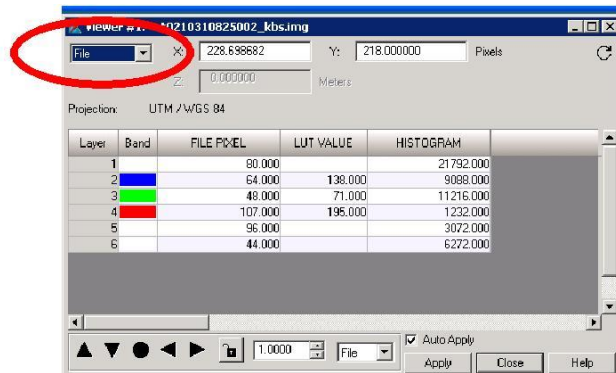 Viewer #1: A0210310825002_kbs.img
File X: 228.698682 Y: 218.000000 Pixels
Z: 0.000000 Meters
Projection: UTM / WGS 84
Layer Band FILE PIXEL LUT VALUE HISTOGRAM
1 80.000 21792.000
2 64.000 138.000 9088.000
3 48.000 71.000 11216.000
4 107.000 195.000 1232.000
5 96.000 3072.000
6 44.000 6272.000
1.0000 File Auto Apply
Apply Close Help